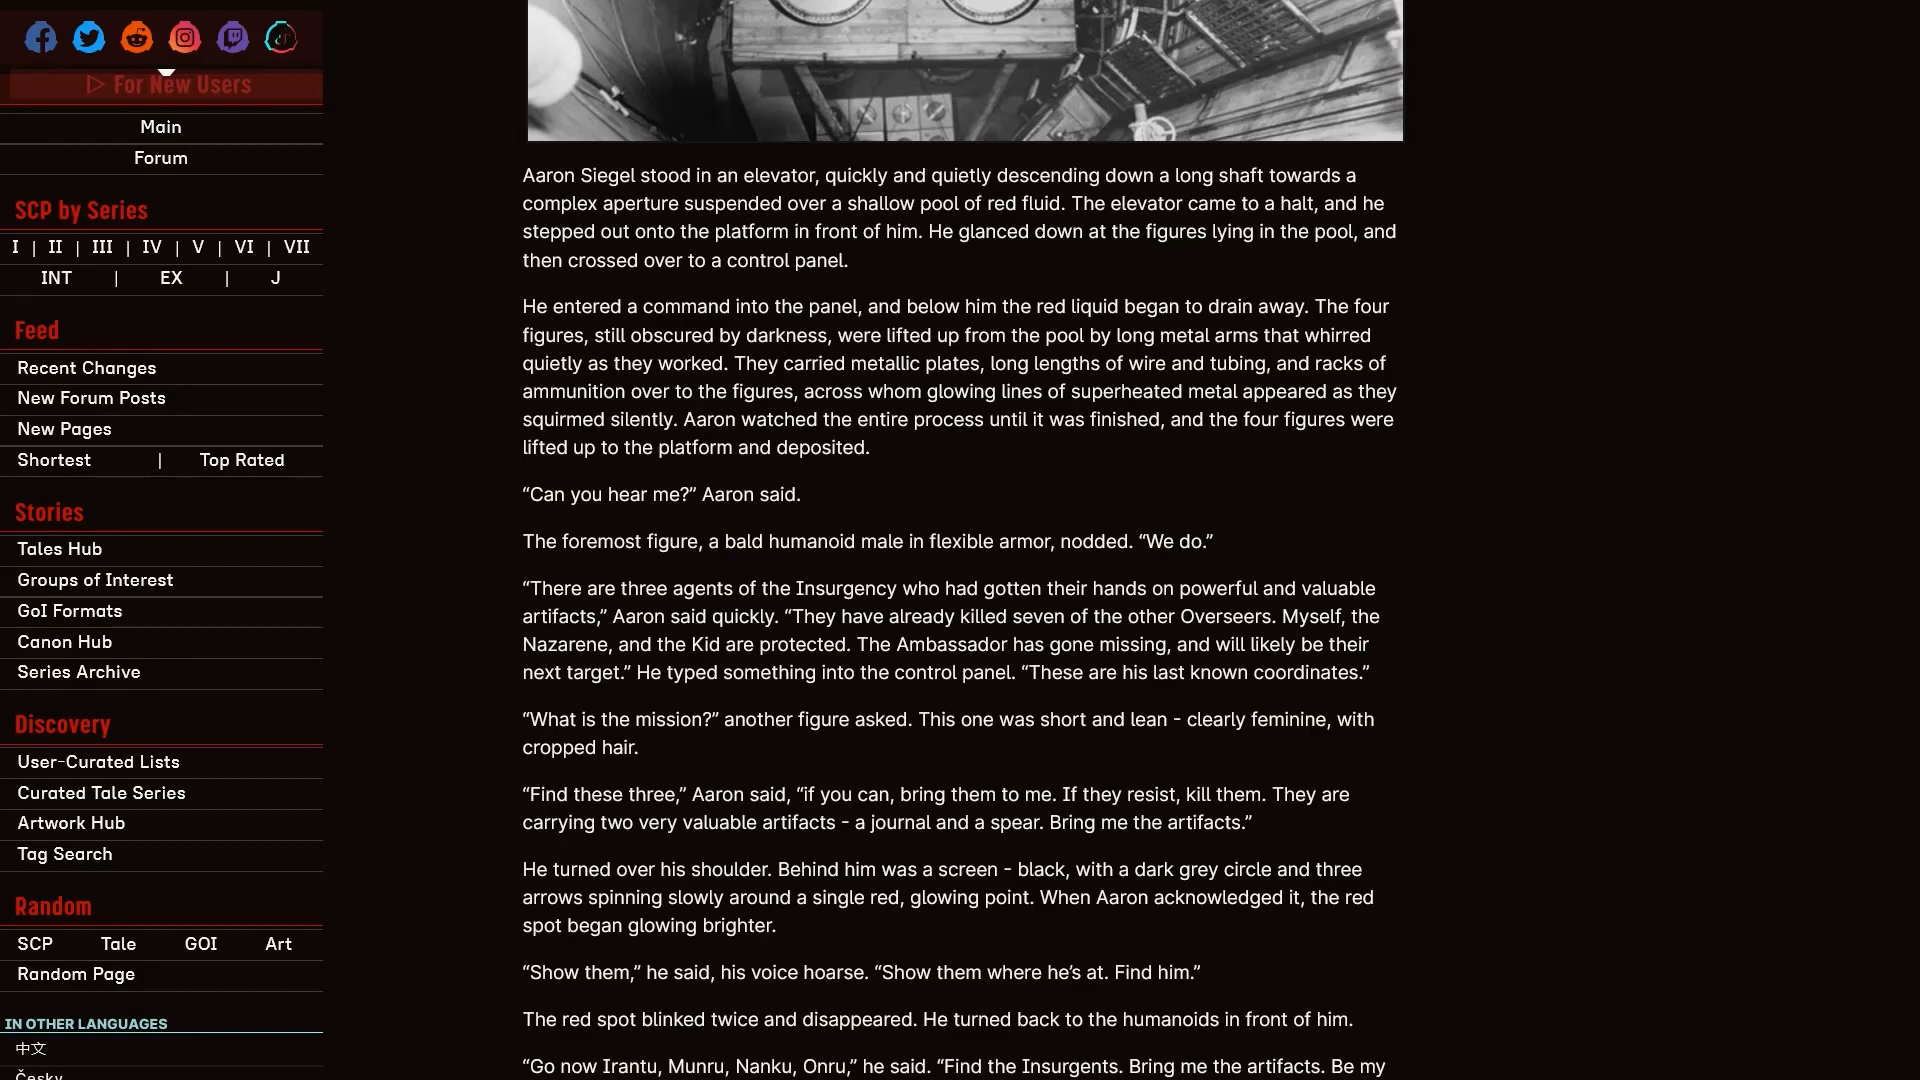 ▷ For New Users
Main
Forum
SCP by Series
I | II | III | IV | V | VI | VII
INT | EX | J
Feed
Recent Changes
New Forum Posts
New Pages
Shortest | Top Rated
Stories
Tales Hub
Groups of Interest
GoI Formats
Canon Hub
Series Archive
Discovery
User-Curated Lists
Curated Tale Series
Artwork Hub
Tag Search
Random
SCP Tale GOI Art
Random Page
IN OTHER LANGUAGES
中文
Česky
Aaron Siegel stood in an elevator, quickly and quietly descending down a long shaft towards a
complex aperture suspended over a shallow pool of red fluid. The elevator came to a halt, and he
stepped out onto the platform in front of him. He glanced down at the figures lying in the pool, and
then crossed over to a control panel.
He entered a command into the panel, and below him the red liquid began to drain away. The four
figures, still obscured by darkness, were lifted up from the pool by long metal arms that whirred
quietly as they worked. They carried metallic plates, long lengths of wire and tubing, and racks of
ammunition over to the figures, across whom glowing lines of superheated metal appeared as they
squirmed silently. Aaron watched the entire process until it was finished, and the four figures were
lifted up to the platform and deposited.
“Can you hear me?” Aaron said.
The foremost figure, a bald humanoid male in flexible armor, nodded. “We do.”
“There are three agents of the Insurgency who had gotten their hands on powerful and valuable
artifacts,” Aaron said quickly. “They have already killed seven of the other Overseers. Myself, the
Nazarene, and the Kid are protected. The Ambassador has gone missing, and will likely be their
next target.” He typed something into the control panel. “These are his last known coordinates.”
“What is the mission?” another figure asked. This one was short and lean - clearly feminine, with
cropped hair.
“Find these three,” Aaron said, “if you can, bring them to me. If they resist, kill them. They are
carrying two very valuable artifacts - a journal and a spear. Bring me the artifacts.”
He turned over his shoulder. Behind him was a screen - black, with a dark grey circle and three
arrows spinning slowly around a single red, glowing point. When Aaron acknowledged it, the red
spot began glowing brighter.
“Show them,” he said, his voice hoarse. “Show them where he’s at. Find him.”
The red spot blinked twice and disappeared. He turned back to the humanoids in front of him.
“Go now Irantu, Munru, Nanku, Onru,” he said. “Find the Insurgents. Bring me the artifacts. Be my